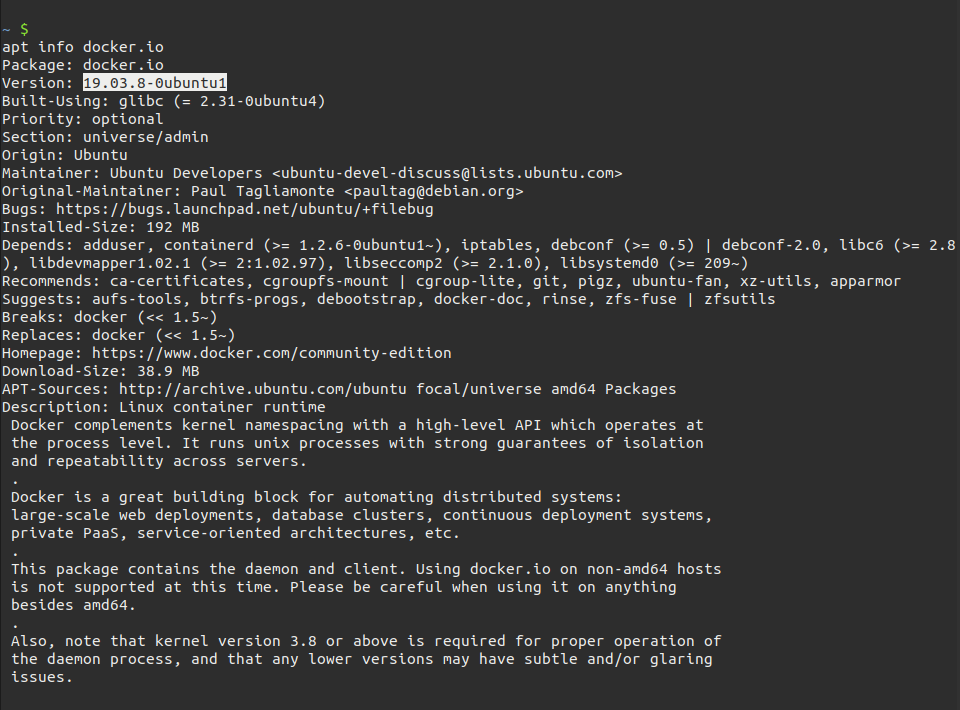 ~ $
apt info docker.io
Package: docker.io
Version: 19.03.8-0ubuntu1
Built-Using: glibc (= 2.31-0ubuntu4)
Priority: optional
Section: universe/admin
Origin: Ubuntu
Maintainer: Ubuntu Developers <ubuntu-devel-discuss@lists.ubuntu.com>
Original-Maintainer: Paul Tagliamonte <paultag@debian.org>
Bugs: https://bugs.launchpad.net/ubuntu/+filebug
Installed-Size: 192 MB
Depends: adduser, containerd (>= 1.2.6-0ubuntu1~), iptables, debconf (>= 0.5) | debconf-2.0, libc6 (>= 2.8
), libdevmapper1.02.1 (>= 2:1.02.97), libseccomp2 (>= 2.1.0), libsystemd0 (>= 209~)
Recommends: ca-certificates, cgroupfs-mount | cgroup-lite, git, pigz, ubuntu-fan, xz-utils, apparmor
Suggests: aufs-tools, btrfs-progs, debootstrap, docker-doc, rinse, zfs-fuse | zfsutils
Breaks: docker (<< 1.5~)
Replaces: docker (<< 1.5~)
Homepage: https://www.docker.com/community-edition
Download-Size: 38.9 MB
APT-Sources: http://archive.ubuntu.com/ubuntu focal/universe amd64 Packages
Description: Linux container runtime
Docker complements kernel namespacing with a high-level API which operates at
the process level. It runs unix processes with strong guarantees of isolation
and repeatability across servers.
.
Docker is a great building block for automating distributed systems:
large-scale web deployments, database clusters, continuous deployment systems,
private PaaS, service-oriented architectures, etc.
.
This package contains the daemon and client. Using docker.io on non-amd64 hosts
is not supported at this time. Please be careful when using it on anything
besides amd64.
.
Also, note that kernel version 3.8 or above is required for proper operation of
the daemon process, and that any lower versions may have subtle and/or glaring
issues.